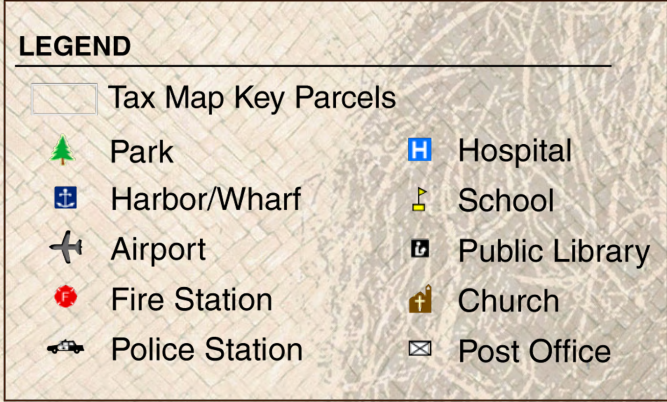 LEGEND
Tax Map Key Parcels
Park
Harbor/Wharf
Airport
F Fire Station
Police Station
H Hospital
School
Public Library
Church
Post Office